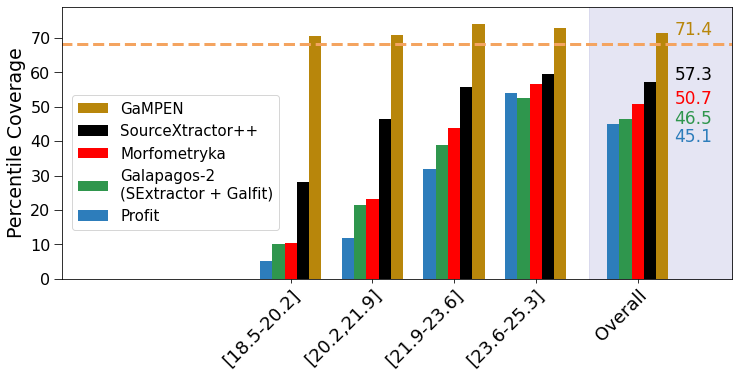 Percentile Coverage
70
60
50
40
30
20
10
0
GaMPEN
SourceXtractor++
Morfometryka
Galapagos-2
(SExtractor + Galfit)
Profit
71.4
57.3
50.7
46.5
45.1
[18.5-20.2]
[20.2,21.9]
[21.9-23.6]
[23.6-25.3]
Overall